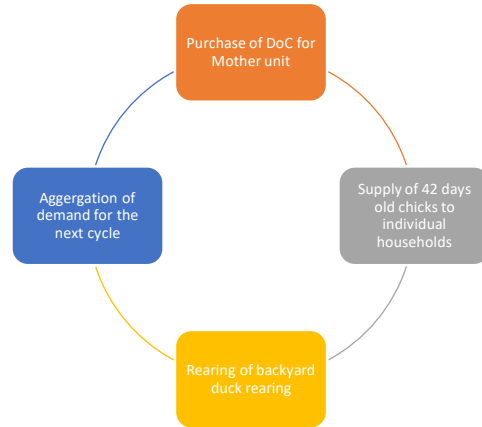 Purchase of DoC for
Mother unit
Supply of 42 days
old chicks to
individual
households
Rearing of backyard
duck rearing
Aggergation of
demand for the
next cycle